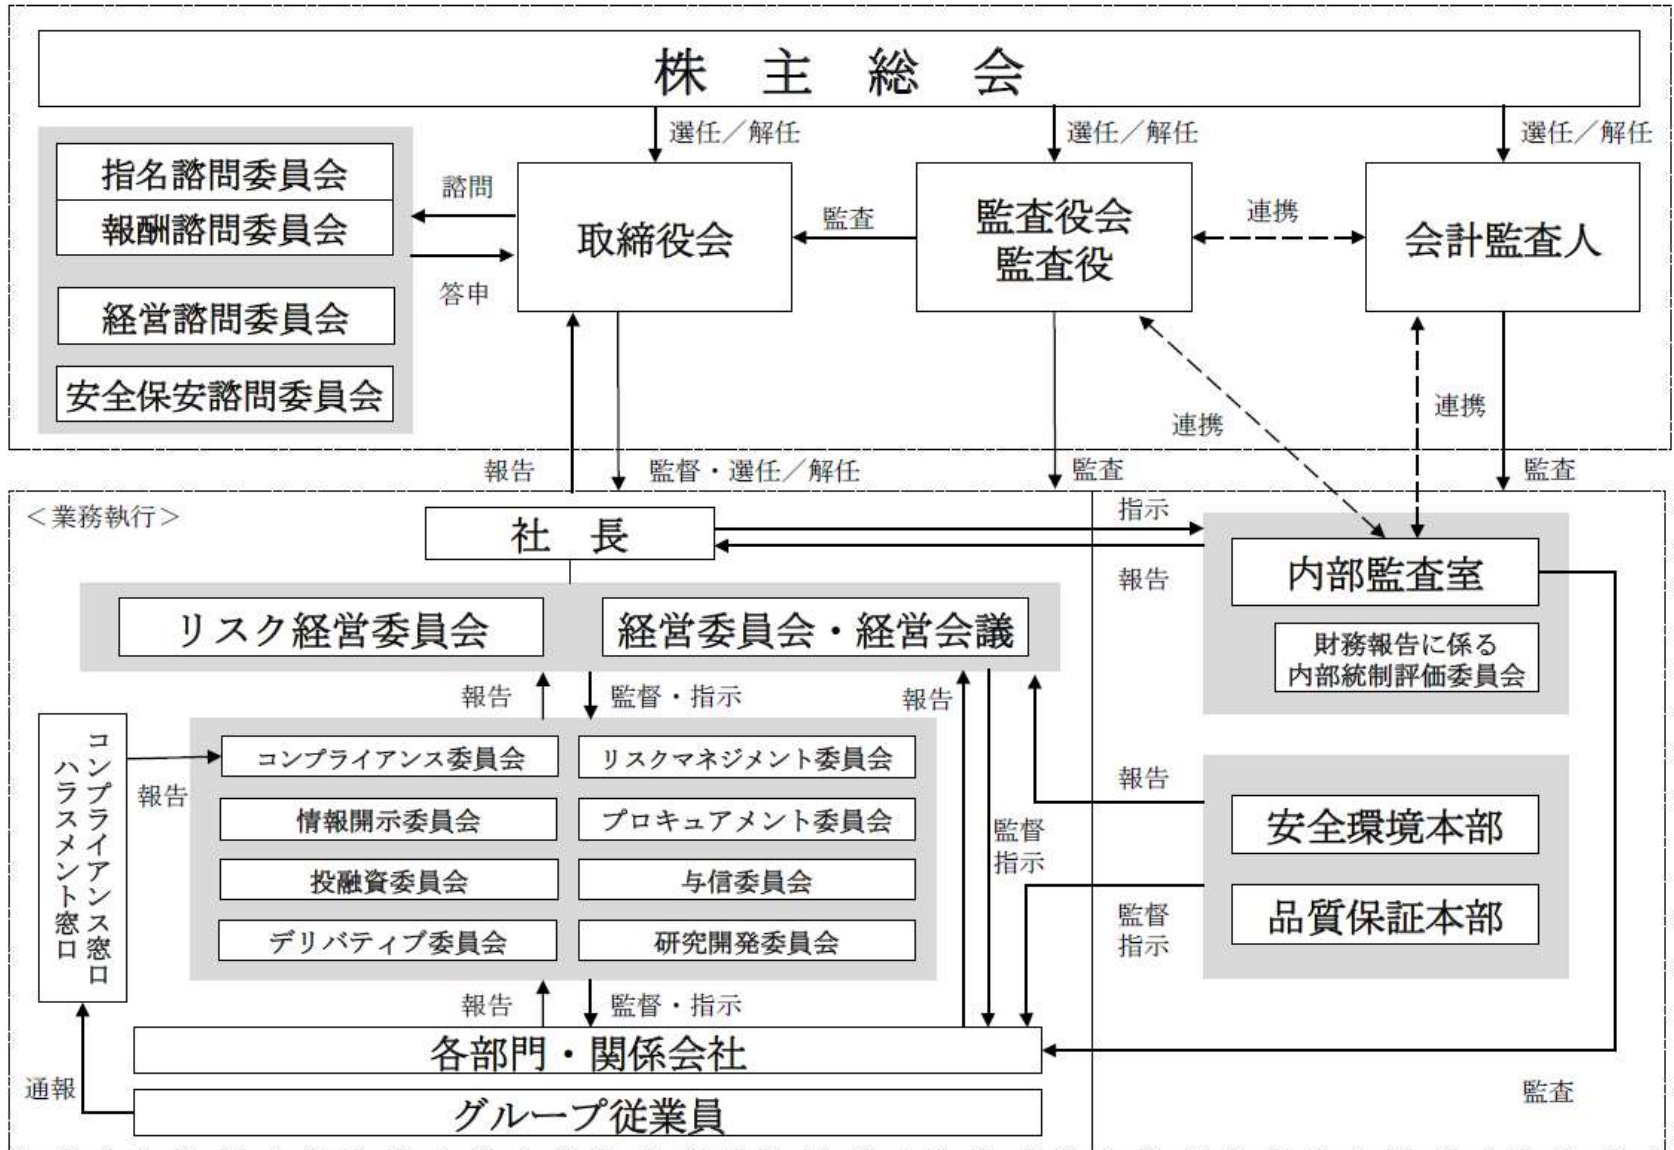 株主総会
選任／解任
選任／解任
選任／解任
指名諮問委員会
報酬諮問委員会
経営諮問委員会
安全保安諮問委員会
諮問
答申
取締役会
監査
監査役会
監査役
連携
会計監査人
連携
連携
報告
監督・選任／解任
監査
監査
＜業務執行＞
社長
指示
報告
内部監査室
財務報告に係る
内部統制評価委員会
リスク経営委員会
経営委員会・経営会議
報告
監督・指示
報告
コンプライアンス窓口
ハラスメント窓口
報告
コンプライアンス委員会
リスクマネジメント委員会
情報開示委員会
プロキュアメント委員会
投融資委員会
与信委員会
デリバティブ委員会
研究開発委員会
監督
指示
報告
安全環境本部
品質保証本部
監督
指示
報告
監督・指示
各部門・関係会社
グループ従業員
通報
監査